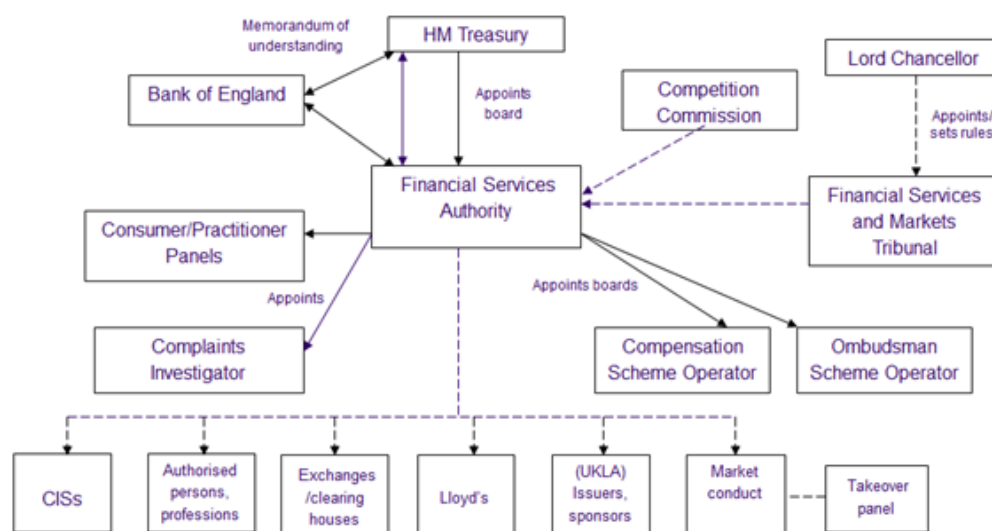 Memorandum of
understanding
HM Treasury
Lord Chancellor
Bank of England
Appoints
board
Competition
Commission
Appoints/
sets rules
Financial Services
Authority
Financial Services
and Markets
Tribunal
Consumer/Practitioner
Panels
Appoints
Appoints boards
Complaints
Investigator
Compensation
Scheme Operator
Ombudsman
Scheme Operator
CISs
Authorised
persons,
professions
Exchanges
/clearing
houses
Lloyd's
(UKLA)
Issuers,
sponsors
Market
conduct
Takeover
panel